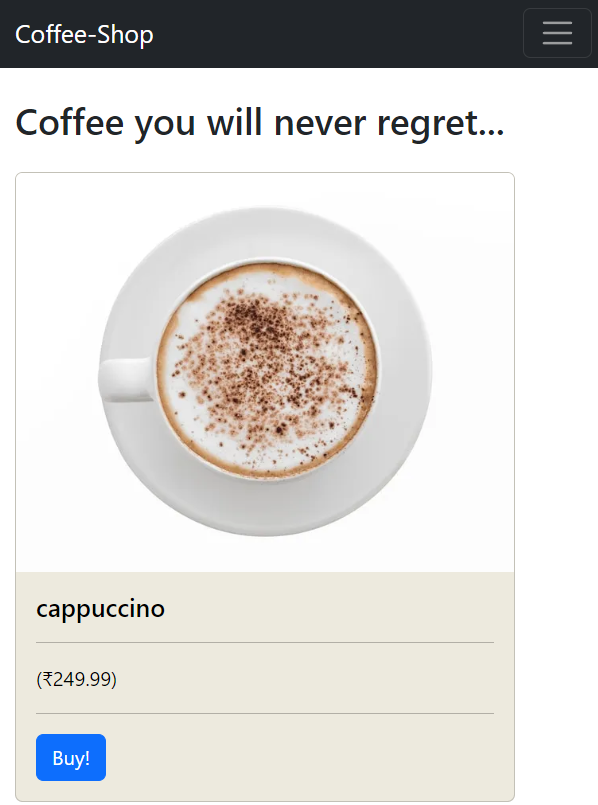 Coffee-Shop
Coffee you will never regret...
cappuccino
(₹249.99)
Buy!